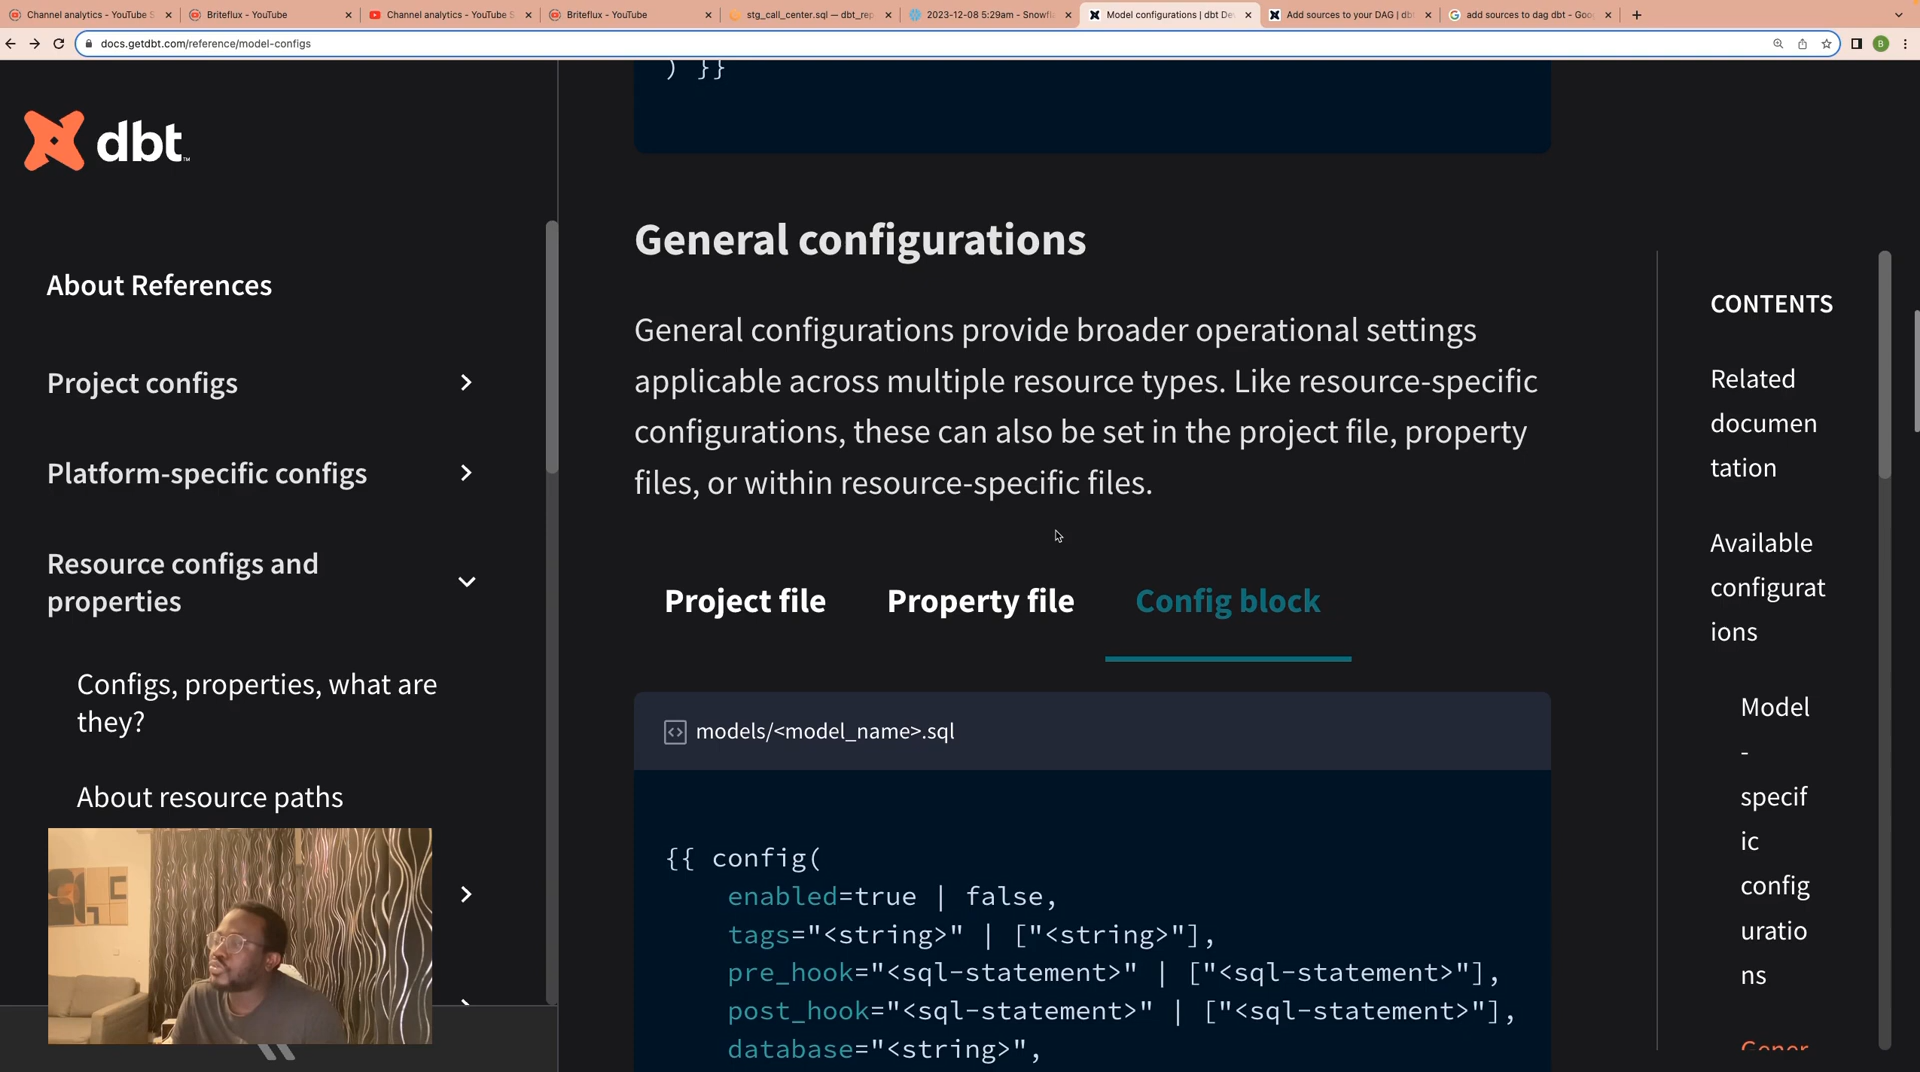 Channel analytics - YouTube S
Briteflux - YouTube
Channel analytics - YouTube S
Briteflux - YouTube
stg_call_center.sql — dbt_rep
2023-12-08 5:29am - Snowfl
Model configurations | dbt De
Add sources to your DAG | dbt
add sources to dag dbt - Goo
docs.getdbt.com/reference/model-configs
B
dbt
About References
Project configs
Platform-specific configs
Resource configs and
properties
Configs, properties, what are
they?
About resource paths
) }}
General configurations
General configurations provide broader operational settings
applicable across multiple resource types. Like resource-specific
configurations, these can also be set in the project file, property
files, or within resource-specific files.
Project file
Property file
Config block
models/<model_name>.sql
{{ config(
enabled=true | false,
tags="<string>" | ["<string>"],
pre_hook="<sql-statement>" | ["<sql-statement>"],
post_hook="<sql-statement>" | ["<sql-statement>"],
database="<string>",
CONTENTS
Related
documen
tation
Available
configurat
ions
Model
-
specif
ic
config
uratio
ns
Gener